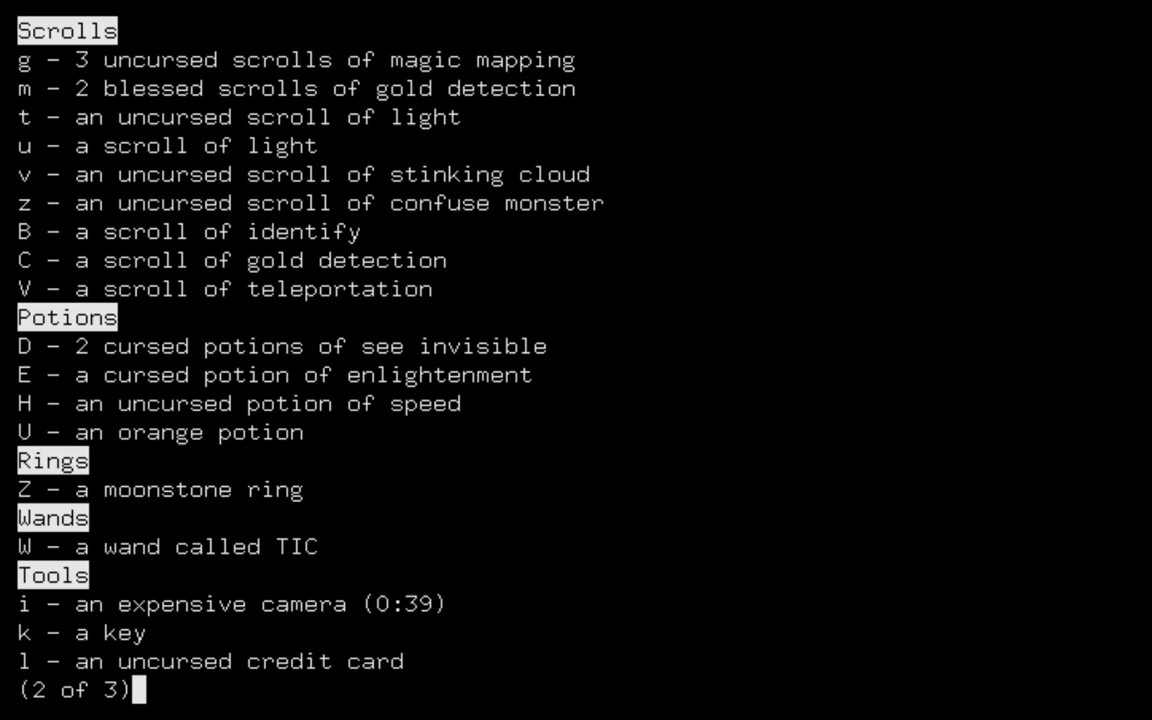 Scrolls
g - 3 uncursed scrolls of magic mapping
m - 2 blessed scrolls of gold detection
t - an uncursed scroll of light
u - a scroll of light
v - an uncursed scroll of stinking cloud
z - an uncursed scroll of confuse monster
B - a scroll of identify
C - a scroll of gold detection
V - a scroll of teleportation
Potions
D - 2 cursed potions of see invisible
E - a cursed potion of enlightenment
H - an uncursed potion of speed
U - an orange potion
Rings
Z - a moonstone ring
Wands
W - a wand called TIC
Tools
i - an expensive camera (0:39)
k - a key
l - an uncursed credit card
(2 of 3)